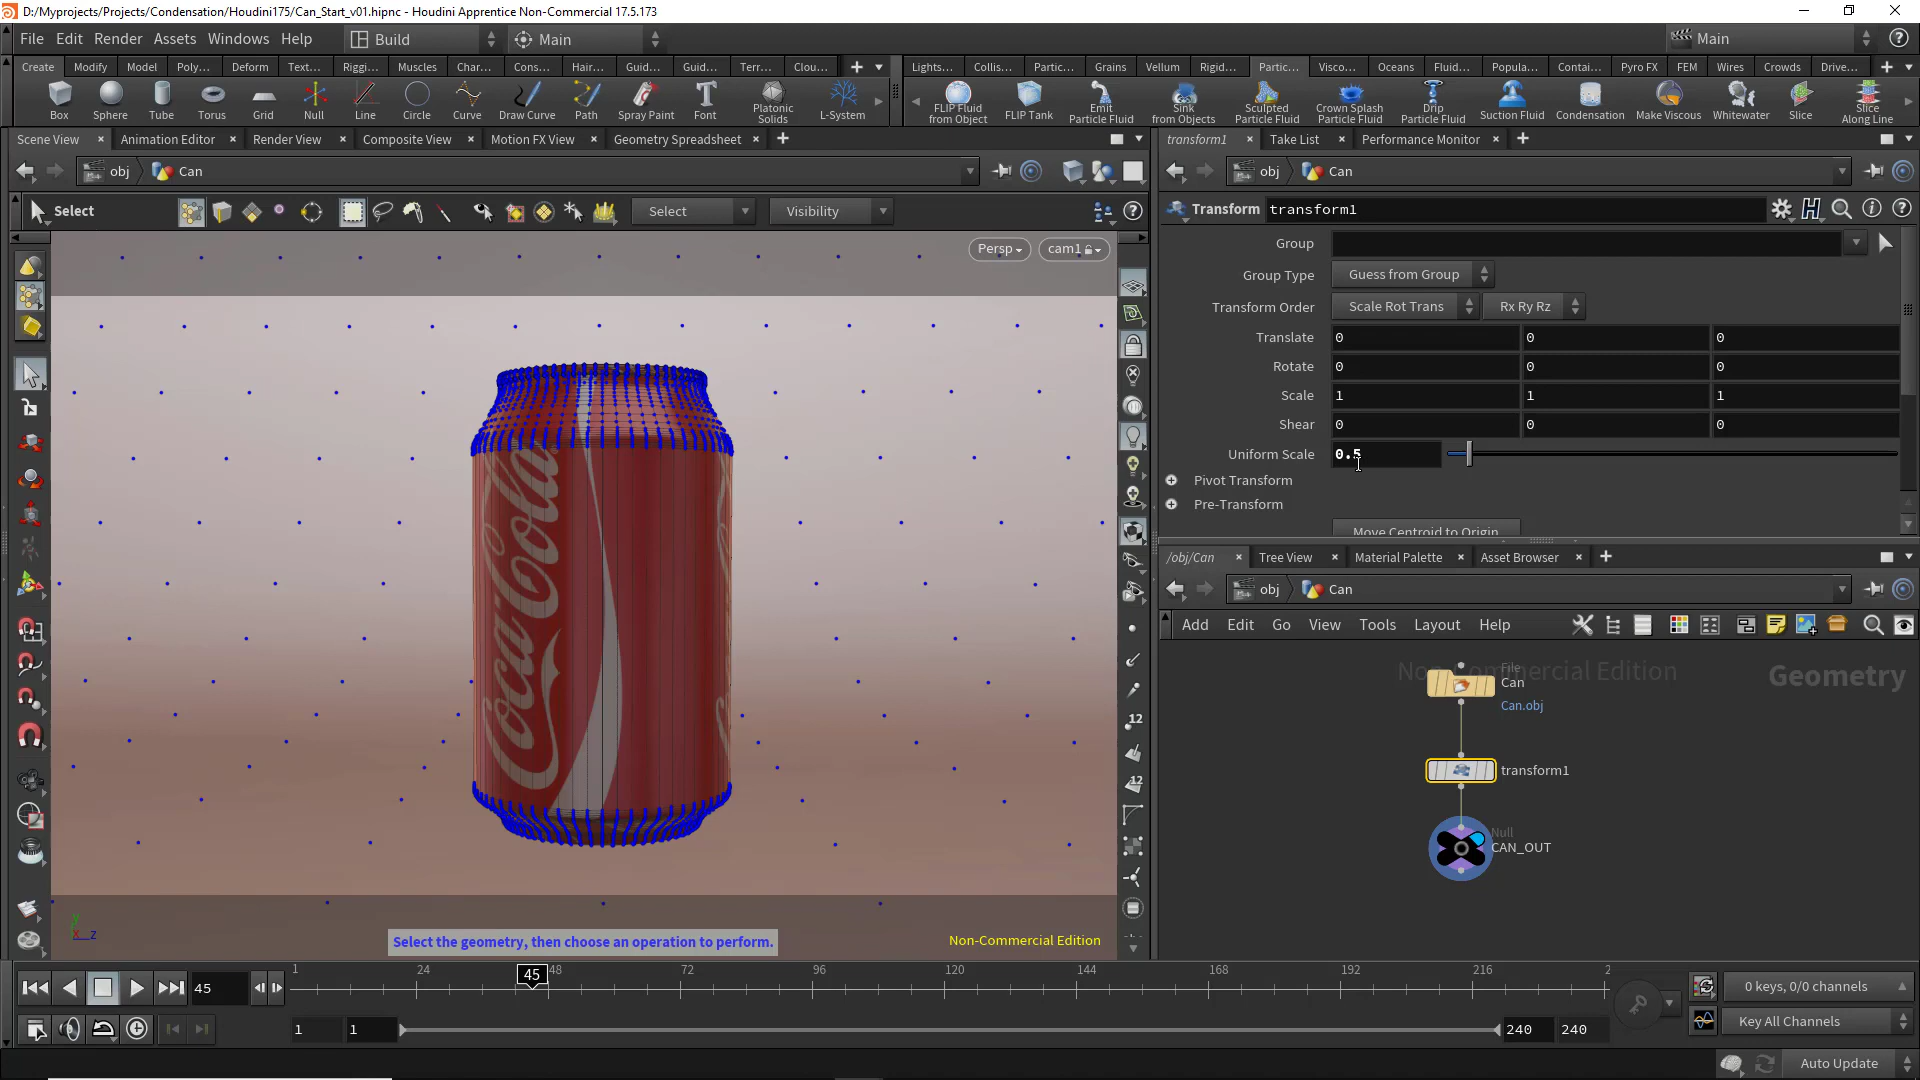 D:/Myprojects/Projects/Condensation/Houdini175/Can_Start_v01.hipnc - Houdini Apprentice Non-Commercial 17.5.173
File Edit Render Assets Windows Help Build Main Main
Create Modify Model Poly... Deform Text... Riggi... Muscles Char... Cons... Hair... Guid... Guid... Terr... Clou... Lights... Collis... Partic... Grains Vellum Rigid... Partic... Visco... Oceans Fluid... Popula... Contai... Pyro FX FEM Wires Crowds Drive...
Box Sphere Tube Torus Grid Null Line Circle Curve Draw Curve Path Spray Paint Font Platonic Solids L-System FLIP Fluid from Object FLIP Tank Emit Particle Fluid Sink from Objects Sculpted Particle Fluid Crown Splash Particle Fluid Drip Particle Fluid Suction Fluid Condensation Make Viscous Whitewater Slice Slice Along Line
Scene View Animation Editor Render View Composite View Motion FX View Geometry Spreadsheet
transform1 Take List Performance Monitor
obj Can
obj Can
Select Select Visibility
Transform transform1
Persp cam1
Group
Group Type Guess from Group
Transform Order Scale Rot Trans Rx Ry Rz
Translate 0 0 0
Rotate 0 0 0
Scale 1 1 1
Shear 0 0 0
Uniform Scale 0.5
Pivot Transform
Pre-Transform
Move Centroid to Origin
Coca-Cola
12
12
/obj/Can Tree View Material Palette Asset Browser
obj Can
Add Edit Go View Tools Layout Help
Non-Commercial Edition
Geometry
File
Can
Can.obj
transform1
Null
CAN_OUT
y
x z
Select the geometry, then choose an operation to perform.
Non-Commercial Edition
45
1 24 45 48 72 96 120 144 168 192 216 2
1 1 240 240
0 keys, 0/0 channels
Key All Channels
Auto Update